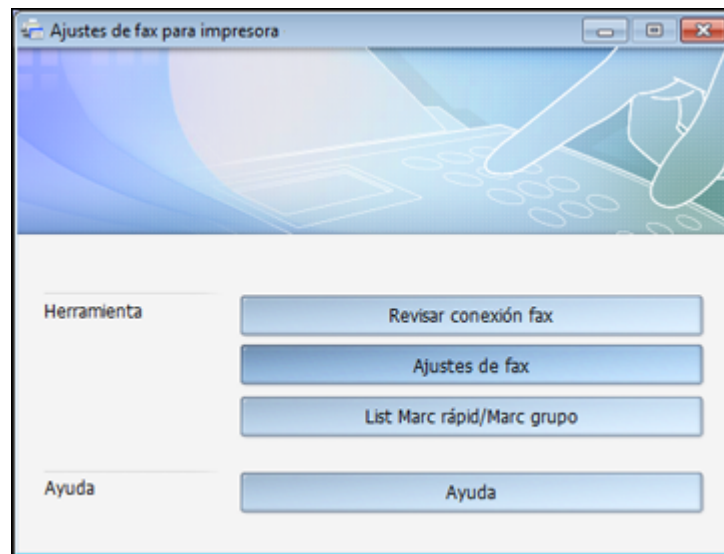 Ajustes de fax para impresora
Herramienta
Revisar conexión fax
Ajustes de fax
List Marc rápid/Marc grupo
Ayuda
Ayuda